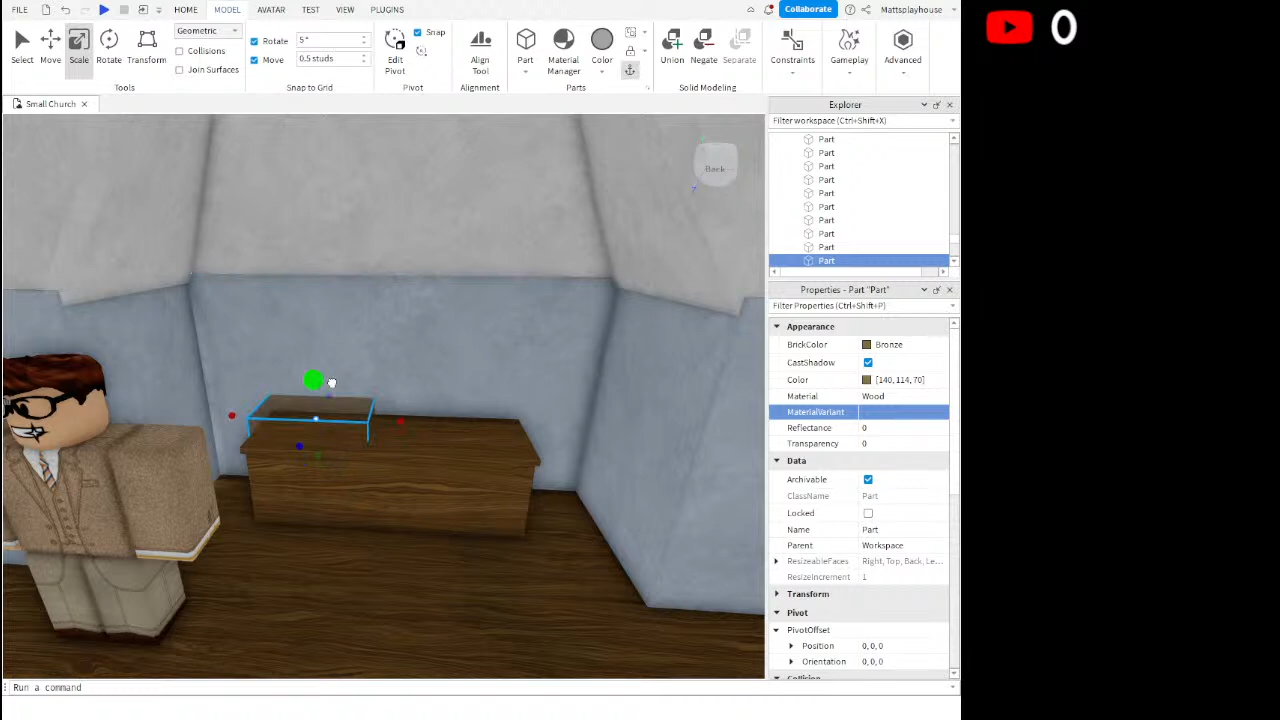 FILE HOME MODEL AVATAR TEST VIEW PLUGINS Collaborate Mattsplayhouse
0
Select Move Scale Rotate Transform
Geometric
Collisions
Join Surfaces
Rotate 5°
Move 0.5 studs
Edit Pivot
Snap
Align Tool
Part Material Manager Color
Union Negate Separate
Constraints Gameplay Advanced
Tools Snap to Grid Pivot Alignment Parts Solid Modeling
Small Church
Back
Explorer
Filter workspace (Ctrl+Shift+X)
Part
Part
Part
Part
Part
Part
Part
Part
Part
Part
Properties - Part "Part"
Filter Properties (Ctrl+Shift+P)
Appearance
BrickColor Bronze
CastShadow
Color [140, 114, 70]
Material Wood
MaterialVariant
Reflectance 0
Transparency 0
Data
Archivable
ClassName Part
Locked
Name Part
Parent Workspace
ResizeableFaces Right, Top, Back, Le...
ResizeIncrement 1
Transform
Pivot
PivotOffset
Position 0, 0, 0
Orientation 0, 0, 0
Collision
Run a command